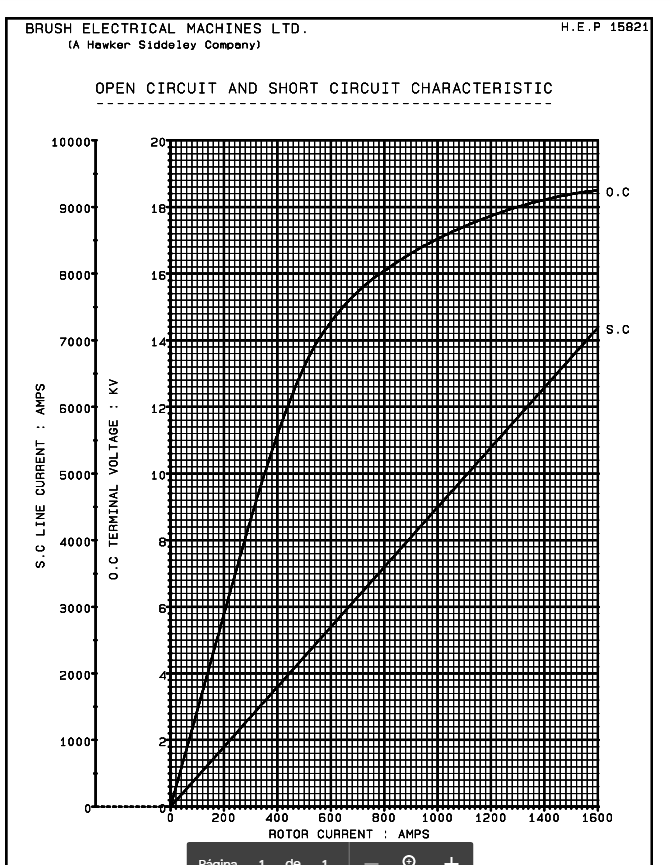 BRUSH ELECTRICAL MACHINES LTD.
(A Hawker Siddeley Company)
H.E.P 15821
OPEN CIRCUIT AND SHORT CIRCUIT CHARACTERISTIC
S.C LINE CURRENT : AMPS
10000
9000
8000
7000
6000
5000
4000
3000
2000
1000
0
O.C TERMINAL VOLTAGE : KV
20
18
16
14
12
10
8
6
4
2
0
O.C
S.C
0 200 400 600 800 1000 1200 1400 1600
ROTOR CURRENT : AMPS
Página 1 de 1